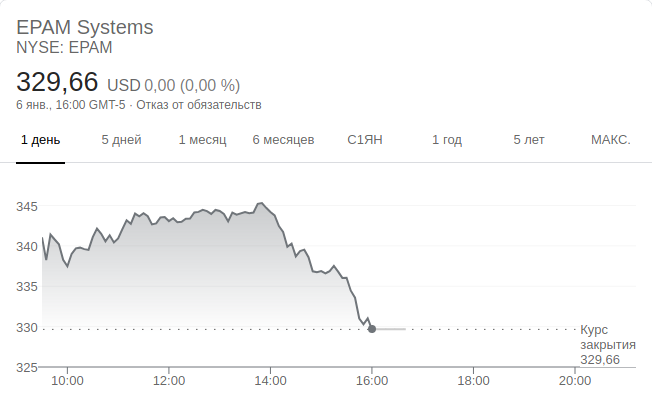 EPAM Systems
NYSE: EPAM
329,66 USD 0,00 (0,00 %)
6 янв., 16:00 GMT-5 · Отказ от обязательств
1 день 5 дней 1 месяц 6 месяцев С1ЯН 1 год 5 лет МАКС.
345
340
335
330
Курс
закрытия
329,66
325
10:00 12:00 14:00 16:00 18:00 20:00